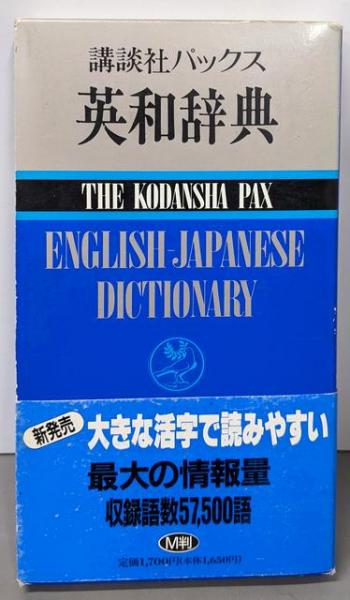 講談社パックス
英和辞典
THE KODANSHA PAX
ENGLISH-JAPANESE
DICTIONARY
新発売
大きな活字で読みやすい
最大の情報量
収録語数57,500語
M判
定価1,700円(本体1,650円)